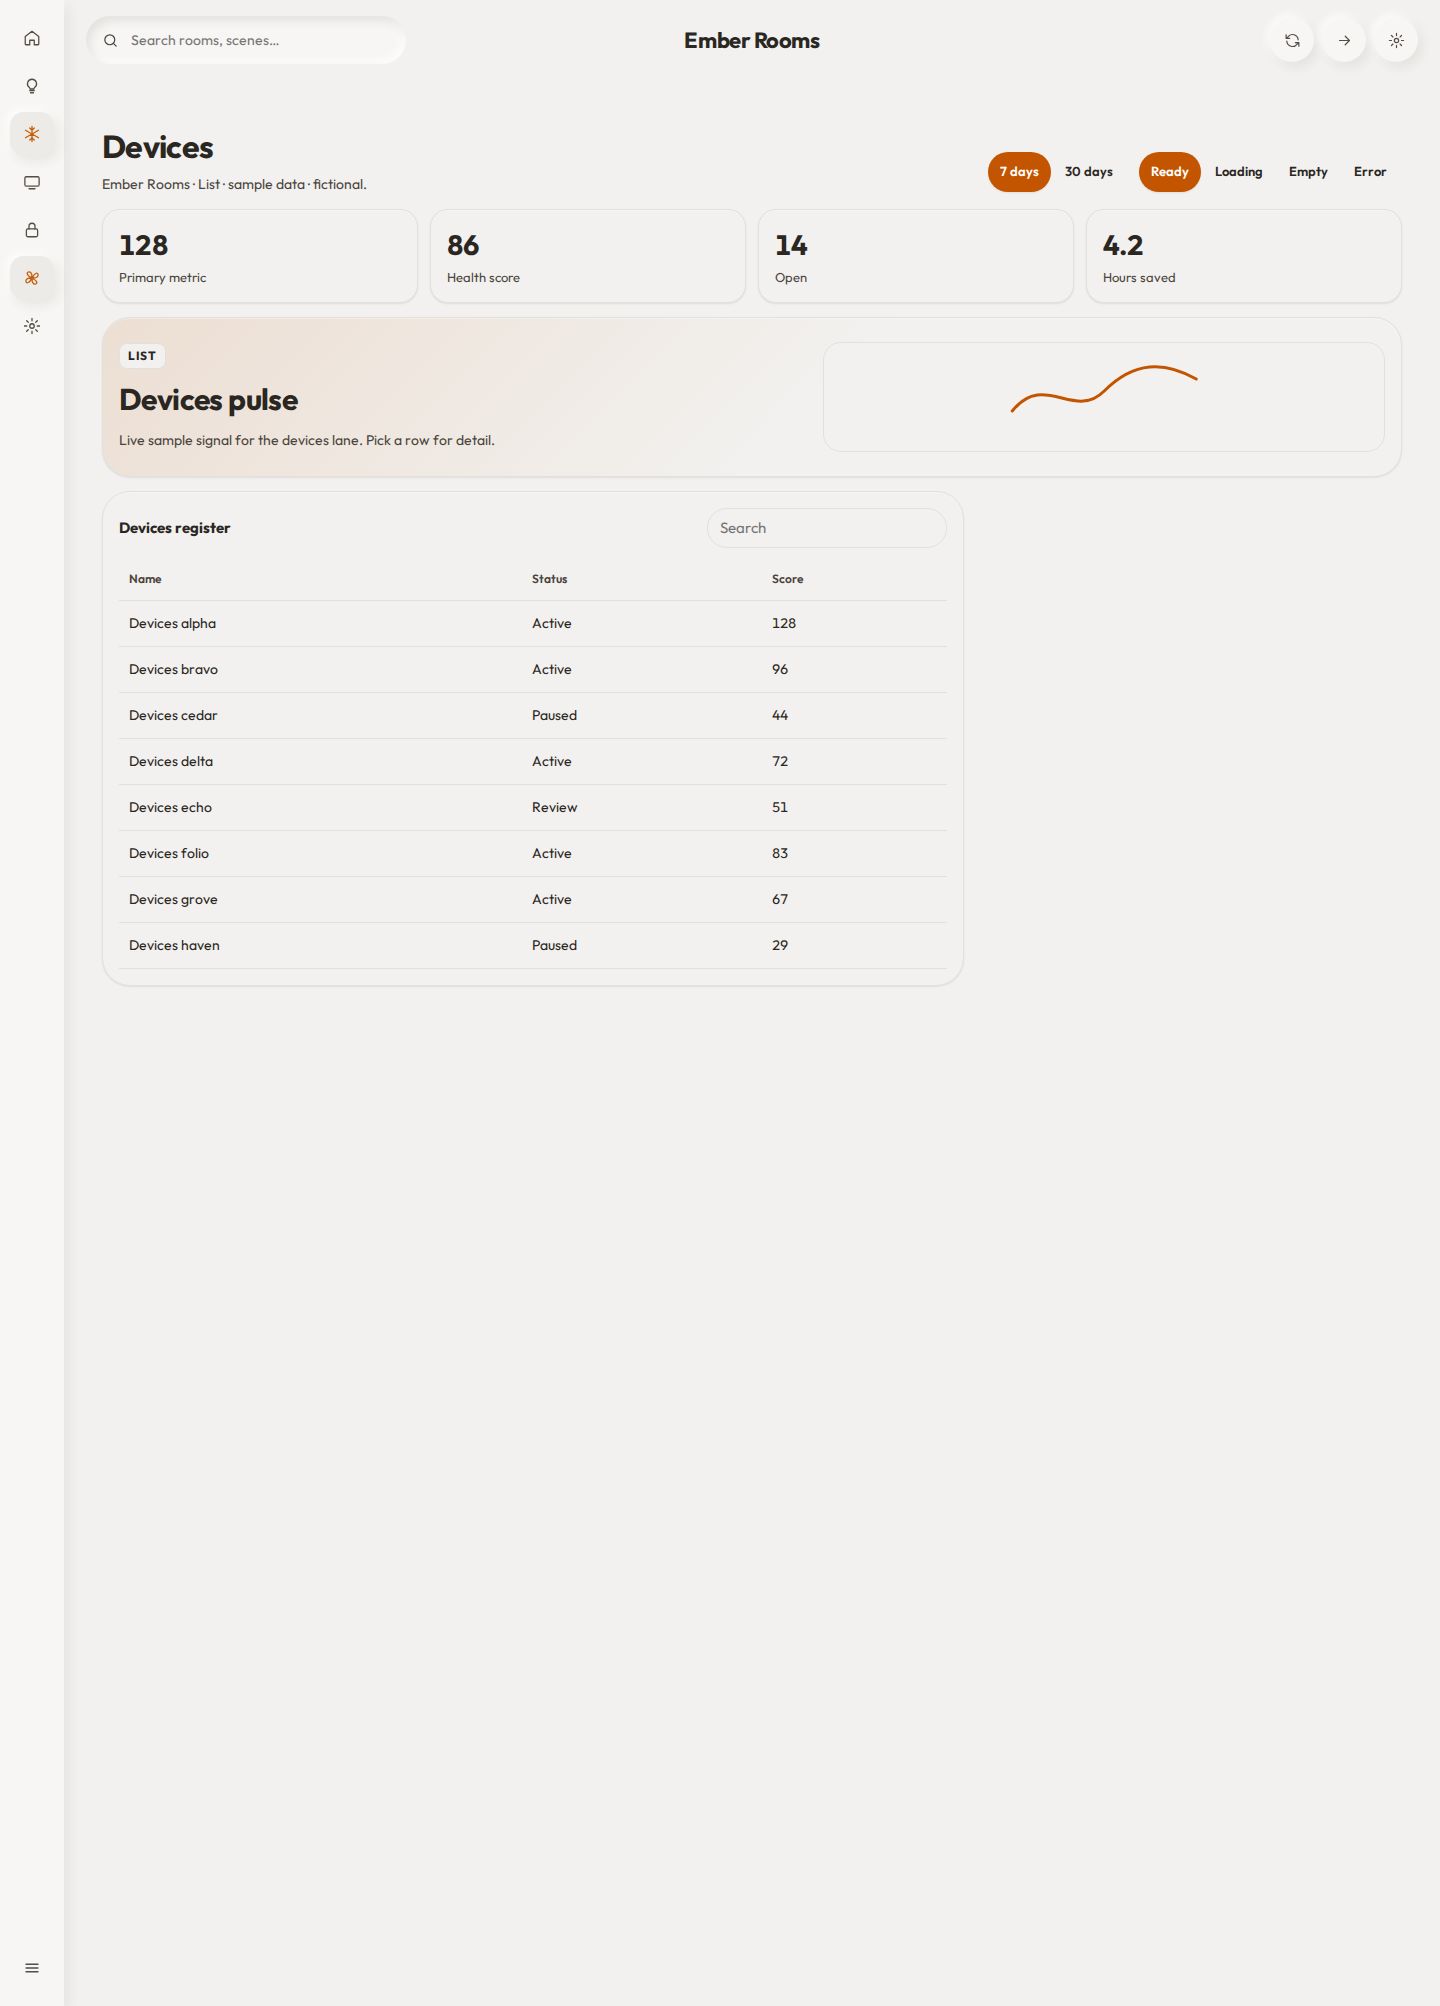 Search rooms, scenes...
Ember Rooms
Devices
Ember Rooms · List · sample data · fictional.
7 days
30 days
Ready
Loading
Empty
Error
128
Primary metric
86
Health score
14
Open
4.2
Hours saved
LIST
Devices pulse
Live sample signal for the devices lane. Pick a row for detail.
Devices register
Search
Name Status Score
Devices alpha Active 128
Devices bravo Active 96
Devices cedar Paused 44
Devices delta Active 72
Devices echo Review 51
Devices folio Active 83
Devices grove Active 67
Devices haven Paused 29